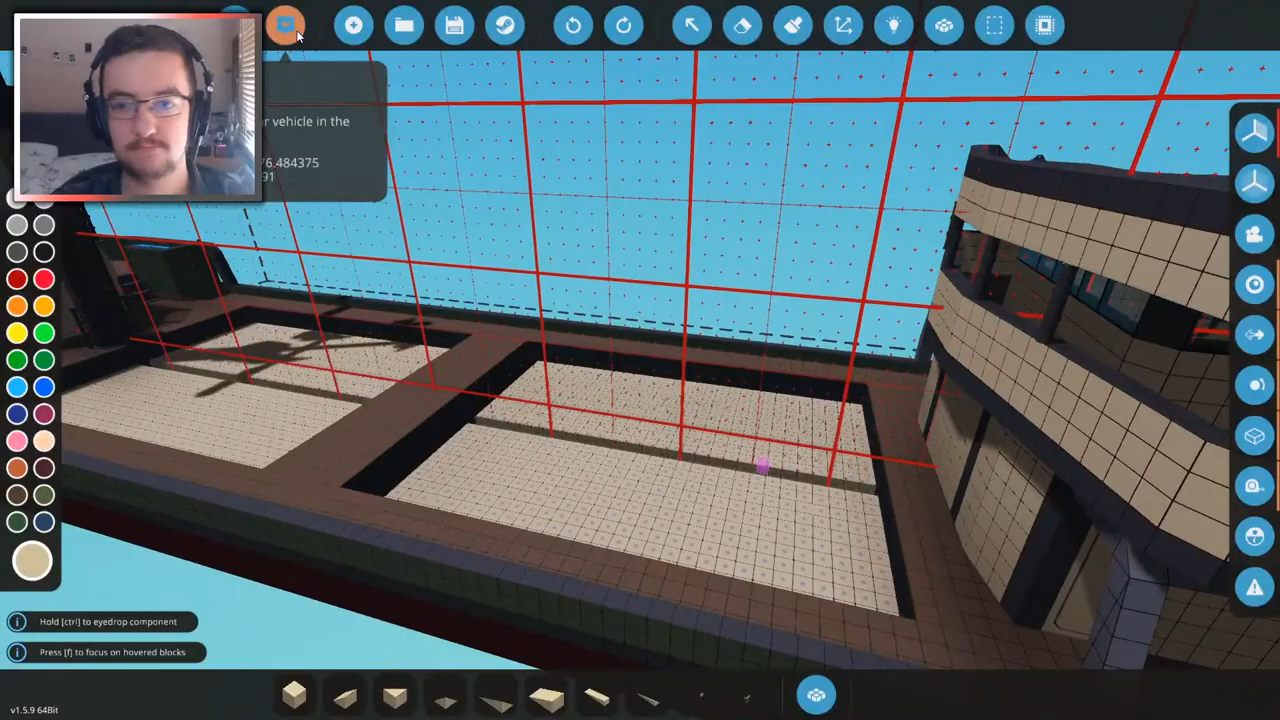 ur vehicle in the
76.484375
91
Hold [ctrl] to eyedrop component
Press [f] to focus on hovered blocks
v1.5.9 64Bit